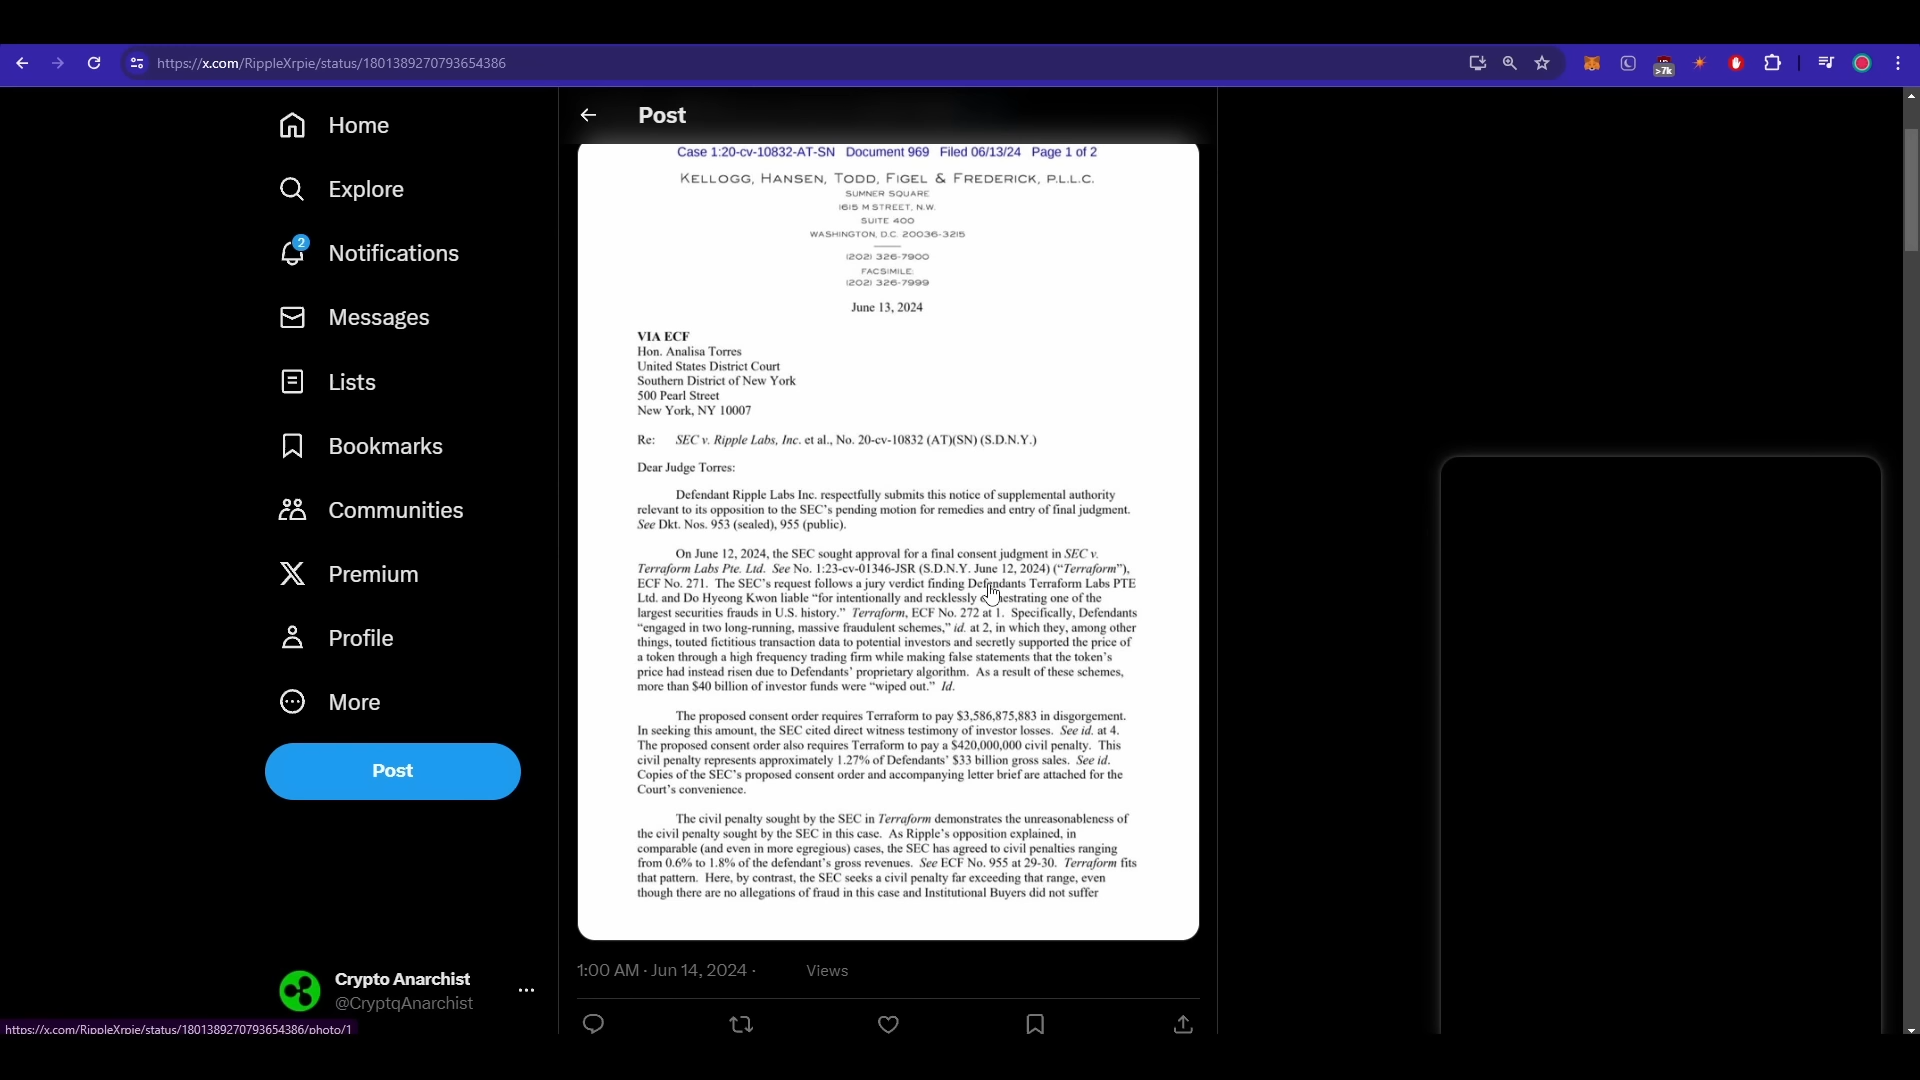 https://x.com/RippleXrpie/status/1801389270793654386
>7k
Home
Explore
2
Notifications
Messages
Lists
Bookmarks
Communities
Premium
Profile
More
Post
Crypto Anarchist
@CryptqAnarchist
https://x.com/RippleXrpie/status/1801389270793654386/photo/1
Post
Case 1:20-cv-10832-AT-SN Document 969 Filed 06/13/24 Page 1 of 2
KELLOGG, HANSEN, TODD, FIGEL & FREDERICK, P.L.L.C.
SUMNER SQUARE
1615 M STREET, N.W.
SUITE 400
WASHINGTON, D.C. 20036-3215
(202) 326-7900
FACSIMILE:
(202) 326-7999
June 13, 2024
VIA ECF
Hon. Analisa Torres
United States District Court
Southern District of New York
500 Pearl Street
New York, NY 10007
Re: SEC v. Ripple Labs, Inc. et al., No. 20-cv-10832 (AT)(SN) (S.D.N.Y.)
Dear Judge Torres:
Defendant Ripple Labs Inc. respectfully submits this notice of supplemental authority
relevant to its opposition to the SEC's pending motion for remedies and entry of final judgment.
See Dkt. Nos. 953 (sealed), 955 (public).
On June 12, 2024, the SEC sought approval for a final consent judgment in SEC v.
Terraform Labs Pte. Ltd. See No. 1:23-cv-01346-JSR (S.D.N.Y. June 12, 2024) ("Terraform"),
ECF No. 271. The SEC's request follows a jury verdict finding Defendants Terraform Labs PTE
Ltd. and Do Hyeong Kwon liable "for intentionally and recklessly orchestrating one of the
largest securities frauds in U.S. history." Terraform, ECF No. 272 at 1. Specifically, Defendants
"engaged in two long-running, massive fraudulent schemes," id. at 2, in which they, among other
things, touted fictitious transaction data to potential investors and secretly supported the price of
a token through a high frequency trading firm while making false statements that the token's
price had instead risen due to Defendants' proprietary algorithm. As a result of these schemes,
more than $40 billion of investor funds were "wiped out." Id.
The proposed consent order requires Terraform to pay $3,586,875,883 in disgorgement.
In seeking this amount, the SEC cited direct witness testimony of investor losses. See id. at 4.
The proposed consent order also requires Terraform to pay a $420,000,000 civil penalty. This
civil penalty represents approximately 1.27% of Defendants' $33 billion gross sales. See id.
Copies of the SEC's proposed consent order and accompanying letter brief are attached for the
Court's convenience.
The civil penalty sought by the SEC in Terraform demonstrates the unreasonableness of
the civil penalty sought by the SEC in this case. As Ripple's opposition explained, in
comparable (and even in more egregious) cases, the SEC has agreed to civil penalties ranging
from 0.6% to 1.8% of the defendant's gross revenues. See ECF No. 955 at 29-30. Terraform fits
that pattern. Here, by contrast, the SEC seeks a civil penalty far exceeding that range, even
though there are no allegations of fraud in this case and Institutional Buyers did not suffer
1:00 AM · Jun 14, 2024 · Views